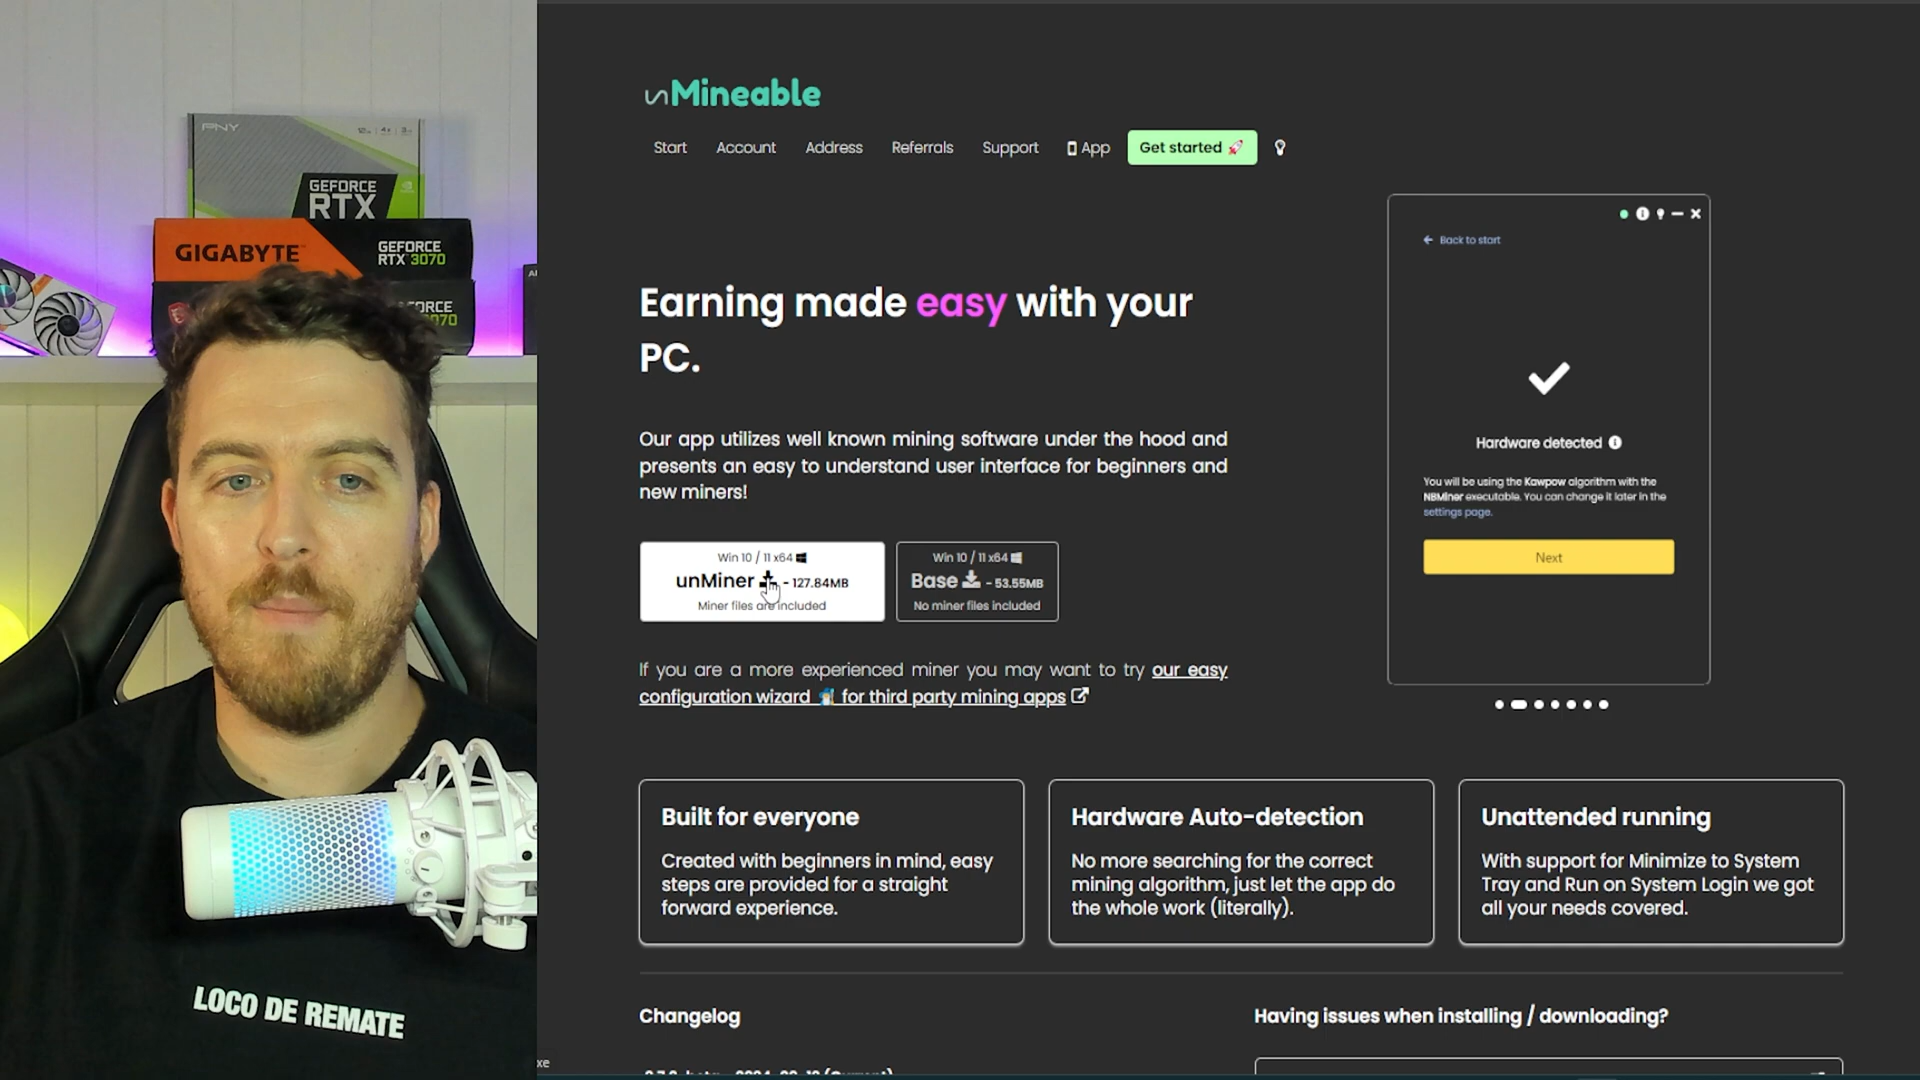 PNY
GEFORCE
RTX
GIGABYTE
GEFORCE
RTX 3070
unMineable
Start
Account
Address
Referrals
Support
App
Get started
Back to start
Earning made easy with your
PC.
Our app utilizes well known mining software under the hood and
presents an easy to understand user interface for beginners and
new miners!
Hardware detected
You will be using the Kawpow algorithm with the
NBMiner executable. You can change it later in the
settings page.
Next
Win 10 / 11 x64
unMiner - 127.84MB
Miner files are included
Win 10 / 11 x64
Base - 53.55MB
No miner files included
If you are a more experienced miner you may want to try our easy
configuration wizard for third party mining apps
Built for everyone
Created with beginners in mind, easy
steps are provided for a straight
forward experience.
Hardware Auto-detection
No more searching for the correct
mining algorithm, just let the app do
the whole work (literally).
Unattended running
With support for Minimize to System
Tray and Run on System Login we got
all your needs covered.
LOCO DE REMATE
Changelog
Having issues when installing / downloading?